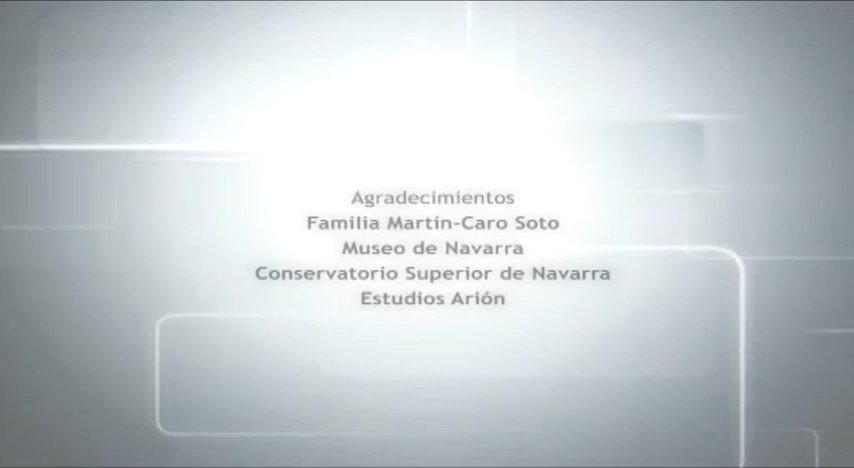 Agradecimientos
Familia Martín-Caro Soto
Museo de Navarra
Conservatorio Superior de Navarra
Estudios Arión